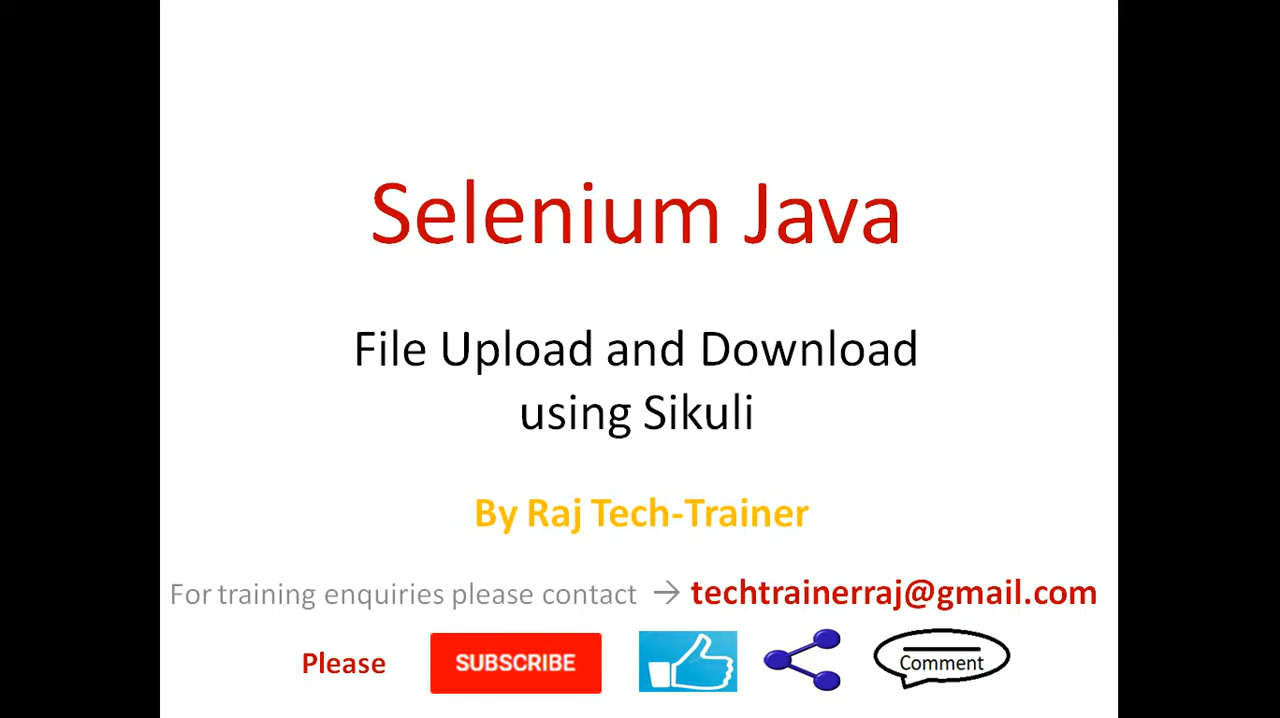 Selenium Java
File Upload and Download
using Sikuli
By Raj Tech-Trainer
For training enquiries please contact → techtrainerraj@gmail.com
Please SUBSCRIBE Comment